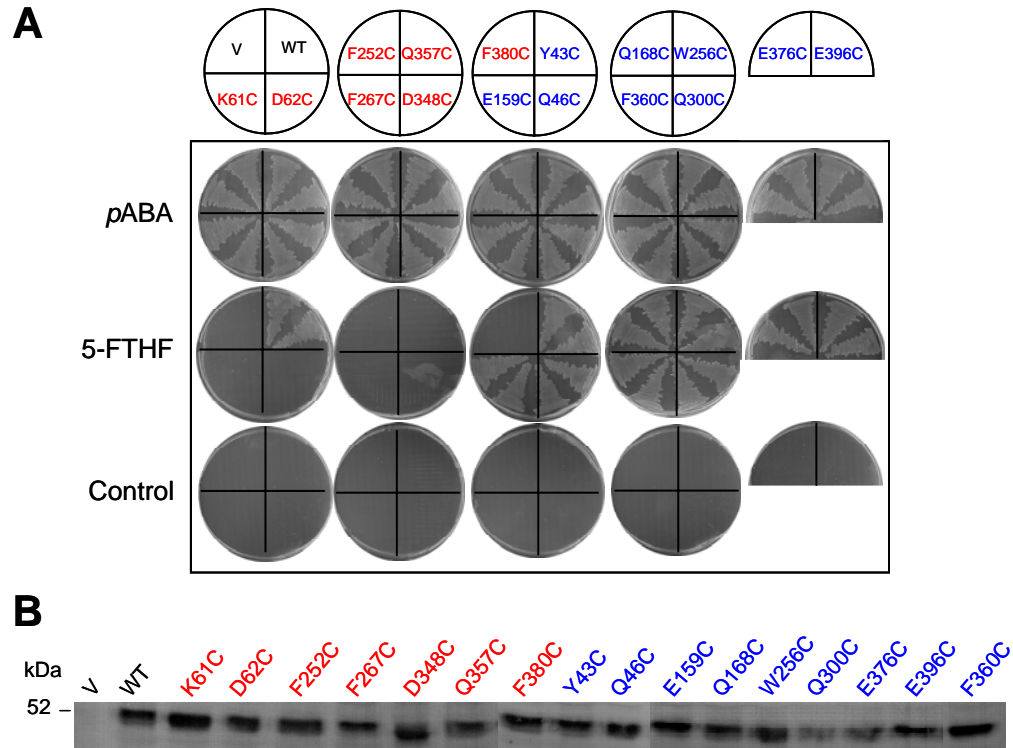 A
V WT F252C Q357C F380C Y43C Q168C W256C E376C E396C
K61C D62C F267C D348C E159C Q46C F360C Q300C
pABA
5-FTHF
Control
B
kDa V WT K61C D62C F252C F267C D348C Q357C F380C Y43C Q46C E159C Q168C W256C Q300C E376C E396C F360C
52